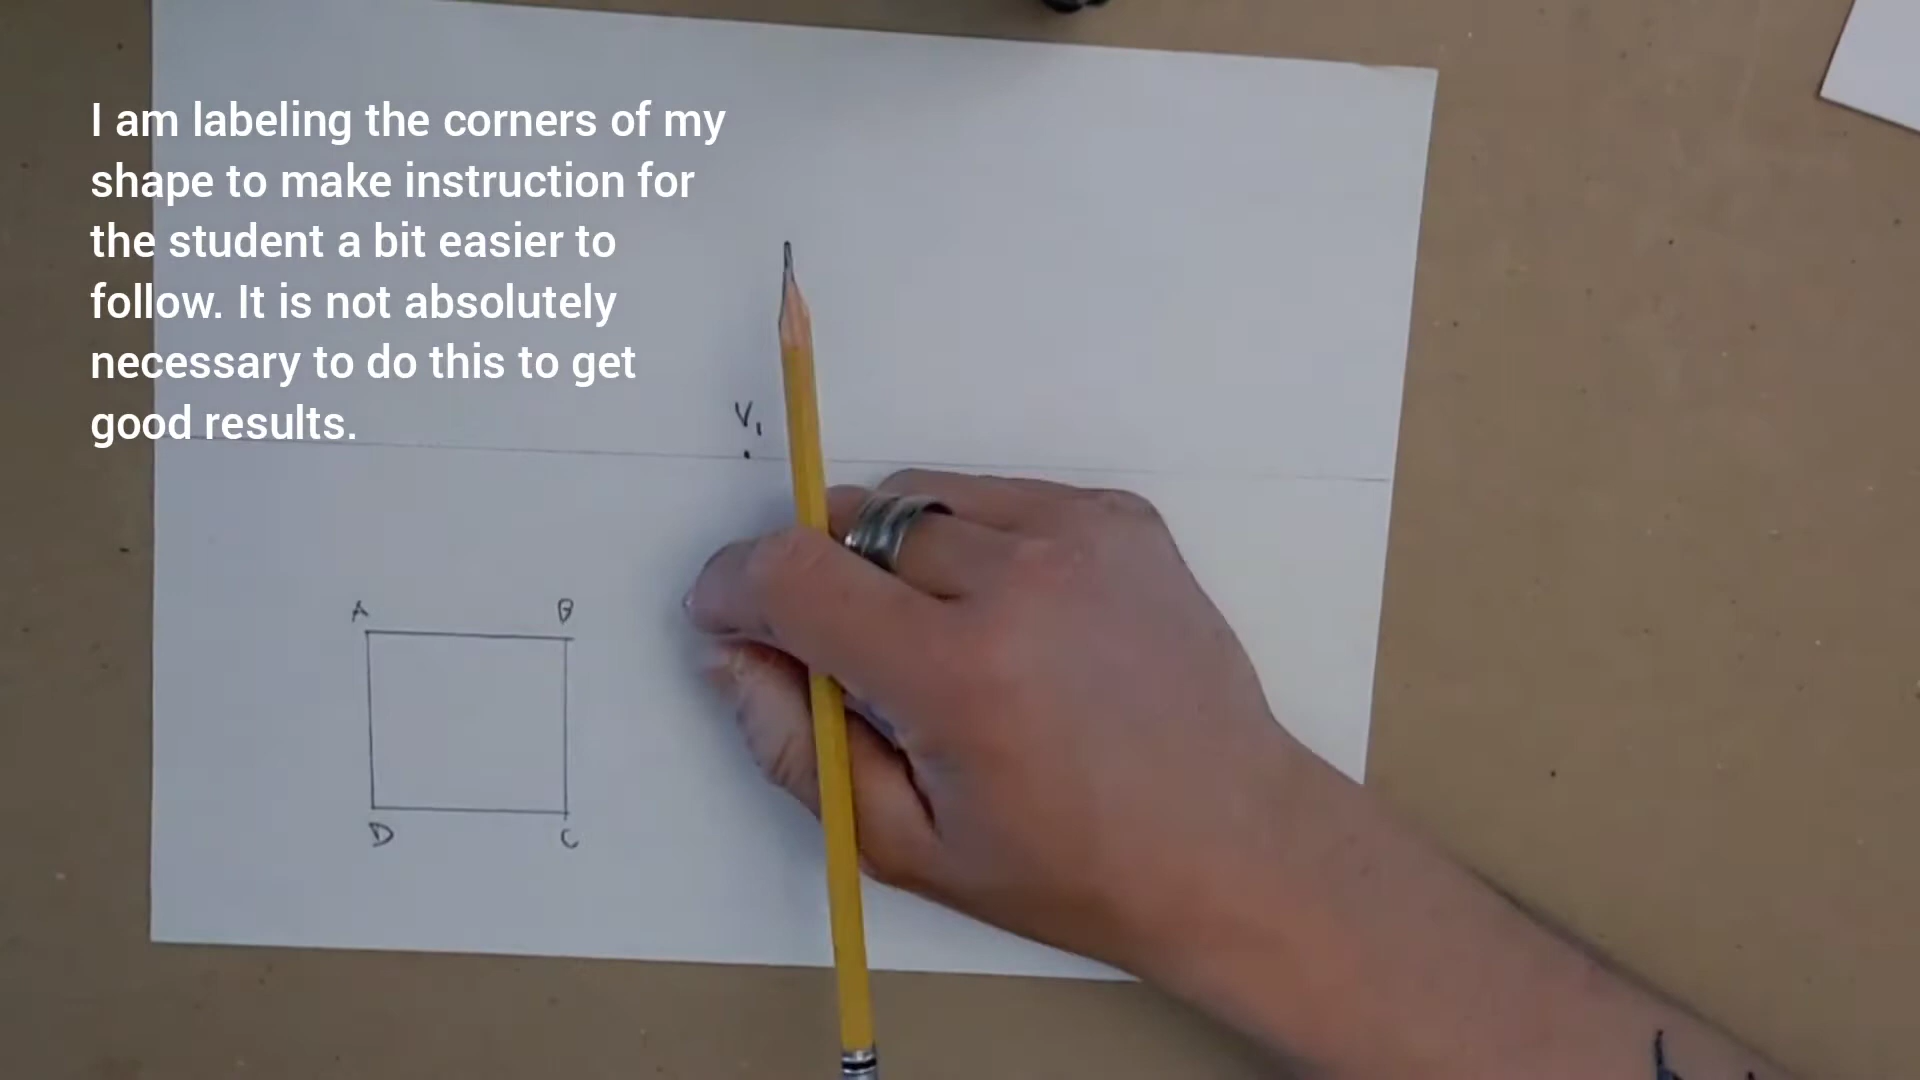 I am labeling the corners of my
shape to make instruction for
the student a bit easier to
follow. It is not absolutely
necessary to do this to get
good results.
V₁
A B
D C